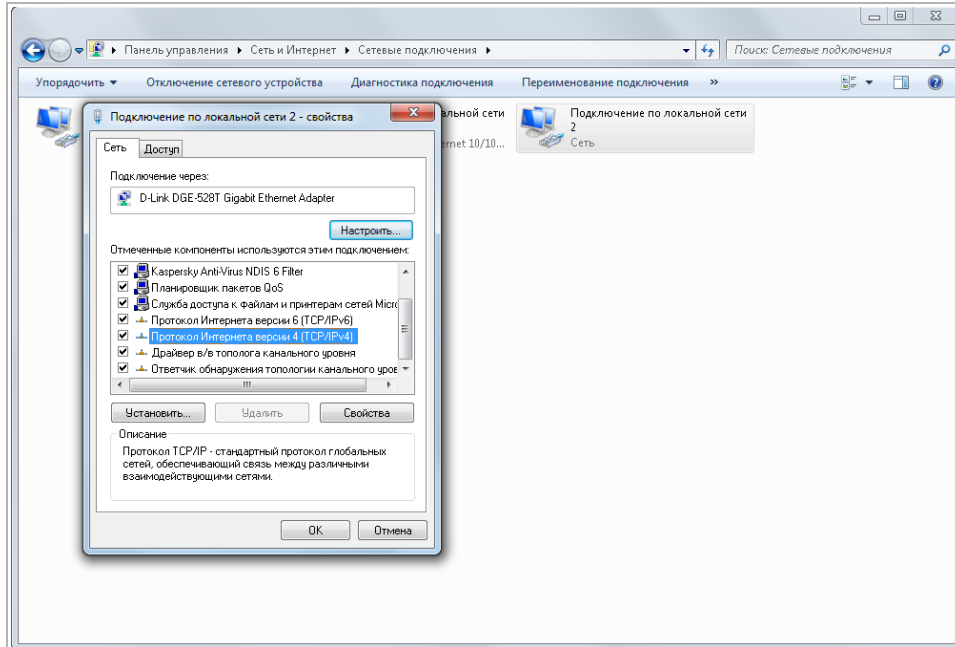 Панель управления ▸ Сеть и Интернет ▸ Сетевые подключения ▸
Поиск: Сетевые подключения
Упорядочить ▾ Отключение сетевого устройства Диагностика подключения Переименование подключения »
альной сети
ernet 10/10...
Подключение по локальной сети
2
Сеть
Подключение по локальной сети 2 - свойства
Сеть Доступ
Подключение через:
D-Link DGE-528T Gigabit Ethernet Adapter
Настроить...
Отмеченные компоненты используются этим подключением:
Kaspersky Anti-Virus NDIS 6 Filter
Планировщик пакетов QoS
Служба доступа к файлам и принтерам сетей Micro
Протокол Интернета версии 6 (TCP/IPv6)
Протокол Интернета версии 4 (TCP/IPv4)
Драйвер в/в тополога канального уровня
Ответчик обнаружения топологии канального уров
Установить... Удалить Свойства
Описание
Протокол TCP/IP - стандартный протокол глобальных
сетей, обеспечивающий связь между различными
взаимодействующими сетями.
OK Отмена